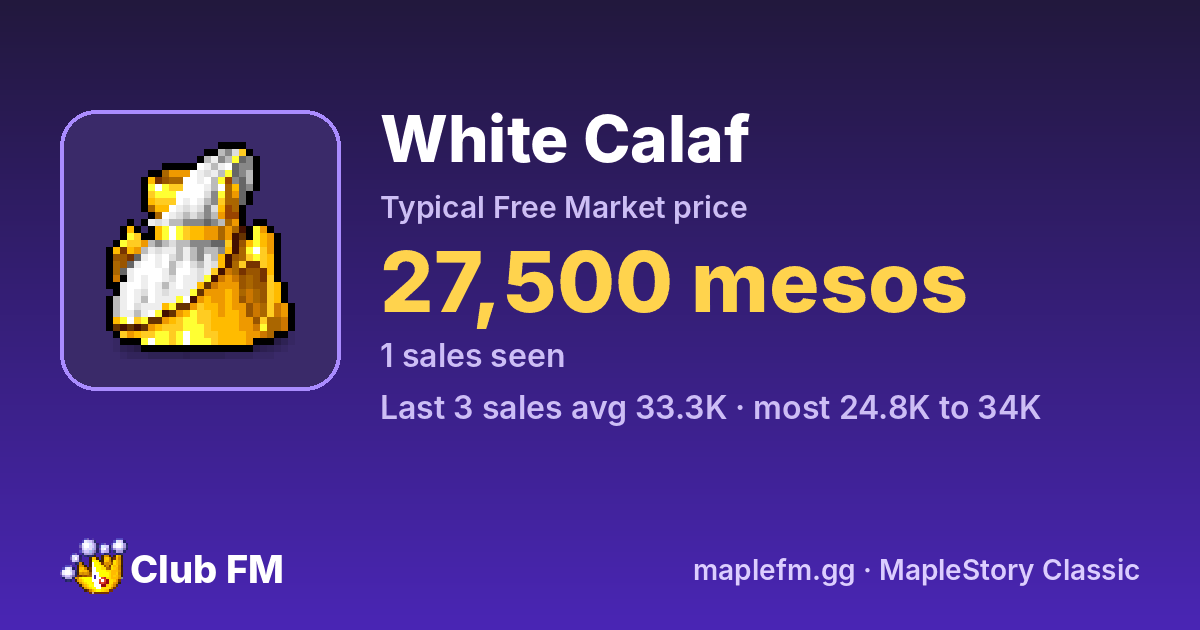 White Calaf
Typical Free Market price
27,500 mesos
1 sales seen
Last 3 sales avg 33.3K · most 24.8K to 34K
Club FM
maplefm.gg · MapleStory Classic